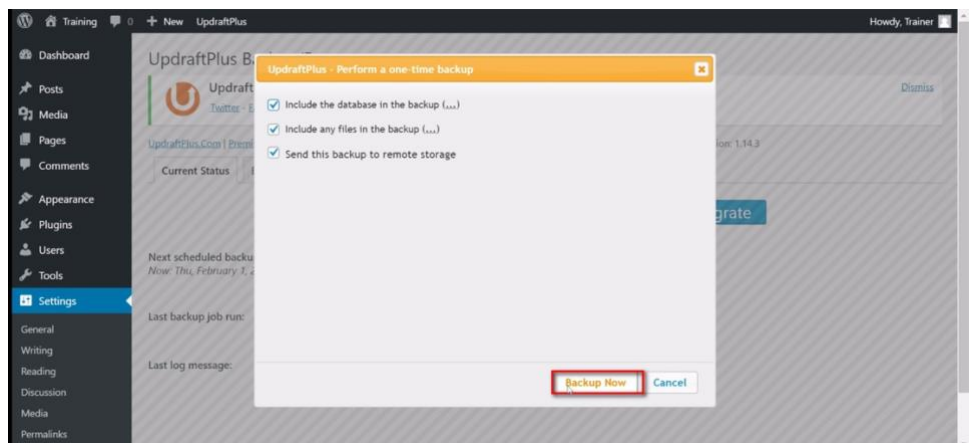 Training 0 + New UpdraftPlus Howdy, Trainer
Dashboard
Posts
Media
Pages
Comments
Appearance
Plugins
Users
Tools
Settings
General
Writing
Reading
Discussion
Media
Permalinks
UpdraftPlus
Updraft
Twitter
Dismiss
UpdraftPlus.Com | Premi
1.14.3
Current Status
grate
Next scheduled backu
Now: Thu, February 1,
Last backup job run:
Last log message:
UpdraftPlus - Perform a one-time backup
Include the database in the backup (...)
Include any files in the backup (...)
Send this backup to remote storage
Backup Now Cancel